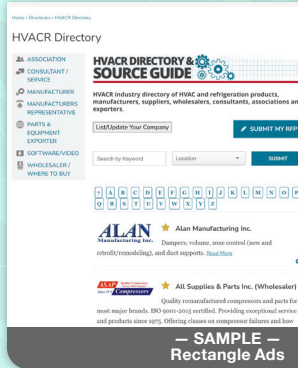 Home > Directories > HVACR Directory
HVACR Directory
ASSOCIATION
CONSULTANT /
SERVICE
MANUFACTURER
MANUFACTURERS
REPRESENTATIVE
PARTS &
EQUIPMENT
EXPORTER
SOFTWARE/VIDEO
WHOLESALER /
WHERE TO BUY
HVACR DIRECTORY &
SOURCE GUIDE
HVACR industry directory of HVAC and refrigeration products,
manufacturers, suppliers, wholesalers, consultants, associations an
exporters.
List/Update Your Company
SUBMIT MY RFP
Search by Keyword
Location
SUBMIT
# A B C D E F G H I J K L M N O P
Q R S T U V W X Y Z
ALAN
Manufacturing Inc.
Alan Manufacturing Inc.
Dampers, volume, zone control (new and
retrofit/remodeling), and duct supports. Read More
ASAP
Since 1975 Compressors
All Supplies & Parts Inc. (Wholesaler)
Quality remanufactured compressors and parts for
most major brands. ISO 9001-2015 certified. Providing exceptional service
and products since 1975. Offering classes on compressor failures and how
— SAMPLE —
Rectangle Ads